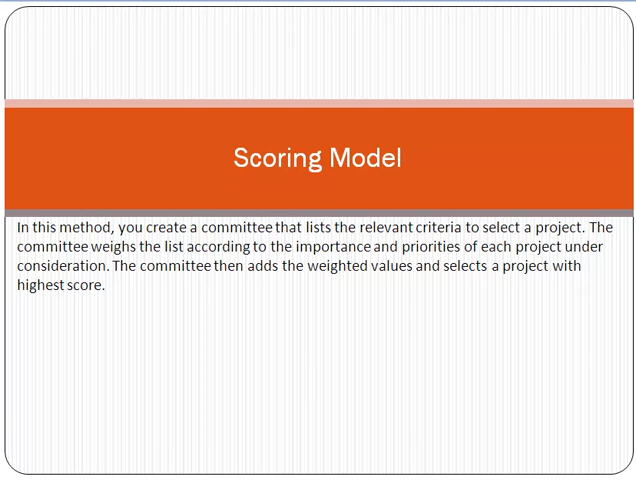 Scoring Model
In this method, you create a committee that lists the relevant criteria to select a project. The
committee weighs the list according to the importance and priorities of each project under
consideration. The committee then adds the weighted values and selects a project with
highest score.